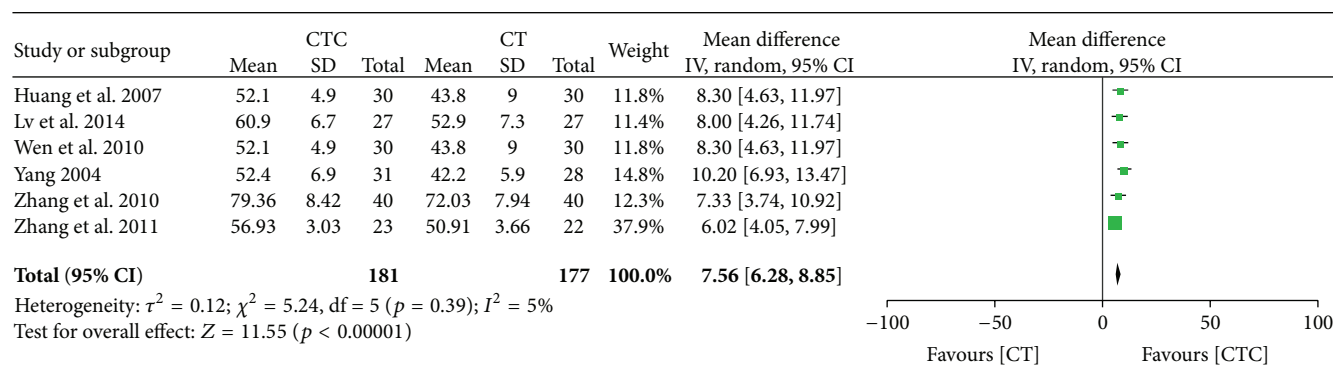 Study or subgroup CTC CT Weight Mean difference Mean difference
Mean SD Total Mean SD Total IV, random, 95% CI IV, random, 95% CI
Huang et al. 2007 52.1 4.9 30 43.8 9 30 11.8% 8.30 [4.63, 11.97]
Lv et al. 2014 60.9 6.7 27 52.9 7.3 27 11.4% 8.00 [4.26, 11.74]
Wen et al. 2010 52.1 4.9 30 43.8 9 30 11.8% 8.30 [4.63, 11.97]
Yang 2004 52.4 6.9 31 42.2 5.9 28 14.8% 10.20 [6.93, 13.47]
Zhang et al. 2010 79.36 8.42 40 72.03 7.94 40 12.3% 7.33 [3.74, 10.92]
Zhang et al. 2011 56.93 3.03 23 50.91 3.66 22 37.9% 6.02 [4.05, 7.99]
Total (95% CI) 181 177 100.0% 7.56 [6.28, 8.85]
Heterogeneity: τ² = 0.12; χ² = 5.24, df = 5 (p = 0.39); I² = 5%
Test for overall effect: Z = 11.55 (p < 0.00001)
−100 −50 0 50 100
Favours [CT] Favours [CTC]